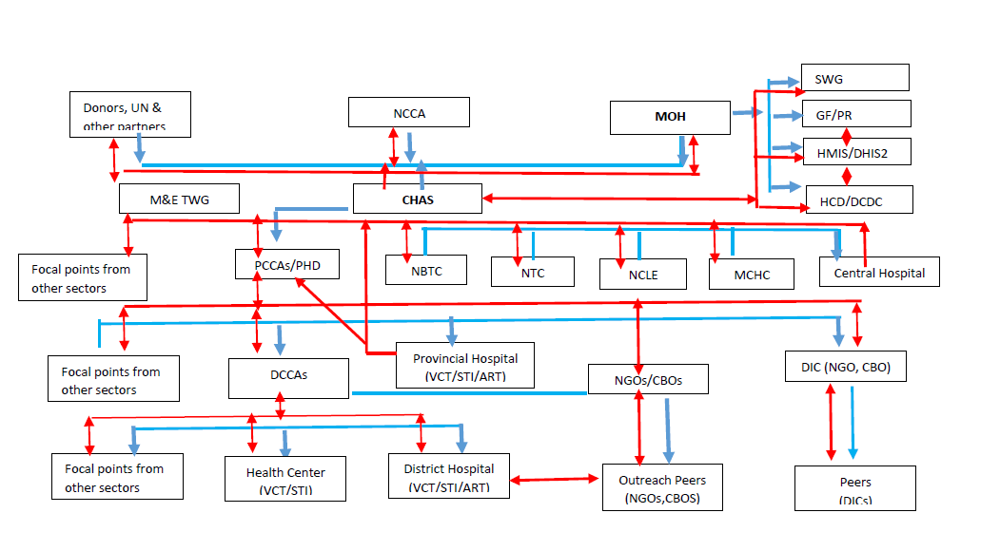 SWG
Donors, UN &
other partners
NCCA
MOH
GF/PR
HMIS/DHIS2
M&E TWG
CHAS
HCD/DCDC
Focal points from
other sectors
PCCAs/PHD
NBTC
NTC
NCLE
MCHC
Central Hospital
Focal points from
other sectors
DCCAs
Provincial Hospital
(VCT/STI/ART)
NGOs/CBOs
DIC (NGO, CBO)
Focal points from
other sectors
Health Center
(VCT/STI)
District Hospital
(VCT/STI/ART)
Outreach Peers
(NGOs,CBOS)
Peers
(DICs)